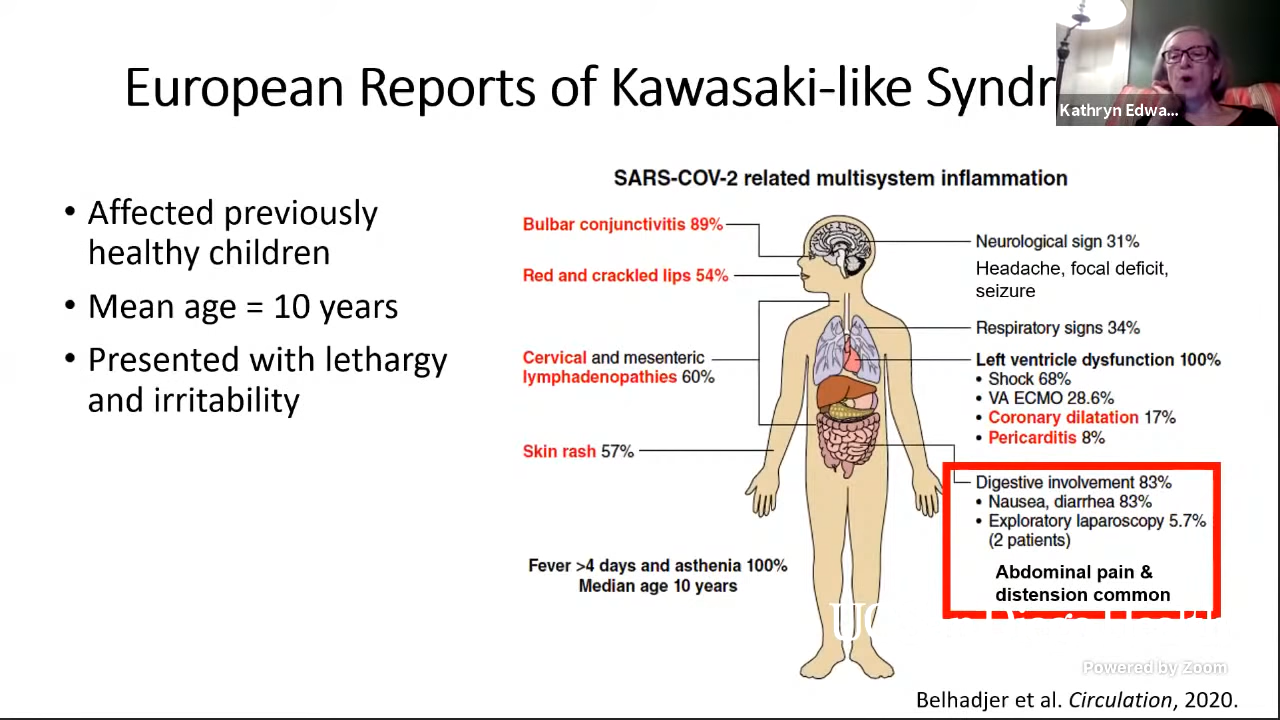 European Reports of Kawasaki-like Syndr
Kathryn Edwa...
• Affected previously
healthy children
• Mean age = 10 years
• Presented with lethargy
and irritability
SARS-COV-2 related multisystem inflammation
Bulbar conjunctivitis 89%
Red and crackled lips 54%
Cervical and mesenteric
lymphadenopathies 60%
Skin rash 57%
Fever >4 days and asthenia 100%
Median age 10 years
Neurological sign 31%
Headache, focal deficit,
seizure
Respiratory signs 34%
Left ventricle dysfunction 100%
• Shock 68%
• VA ECMO 28.6%
• Coronary dilatation 17%
• Pericarditis 8%
Digestive involvement 83%
• Nausea, diarrhea 83%
• Exploratory laparoscopy 5.7%
(2 patients)
Abdominal pain &
distension common
Powered by Zoom
Belhadjer et al. Circulation, 2020.